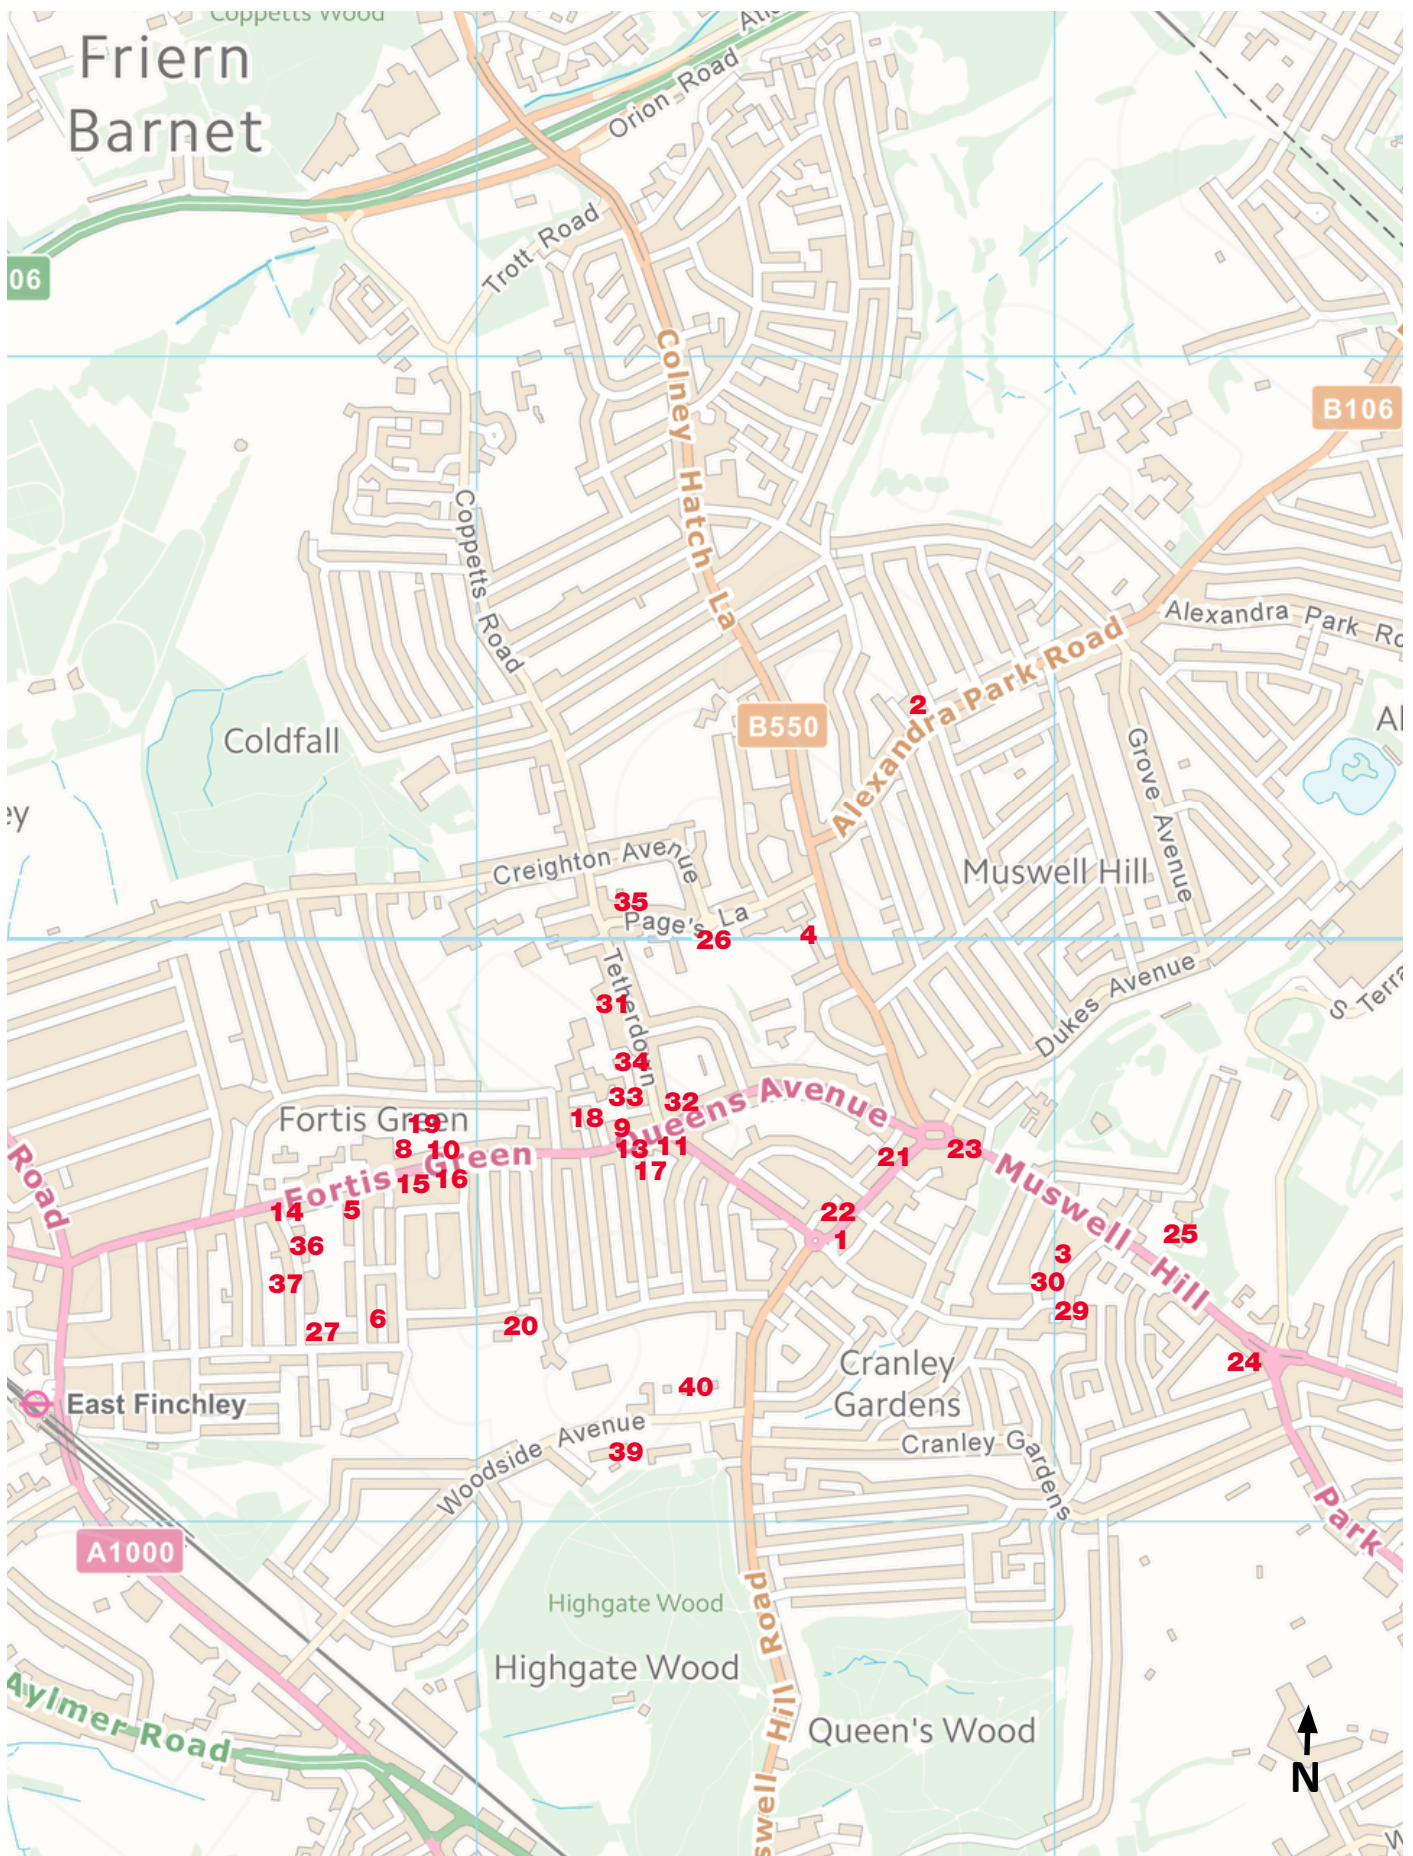 Coppetts Wood
Friern
Barnet
Orion Road
Trott Road
06
Colney Hatch La
B106
Coppetts Road
Alexandra Park Road
Alexandra Park Ro
2
B550
Coldfall
Al
Grove Avenue
ey
Creighton Avenue
Muswell Hill
35
Page's La
26
4
Tetherdown
Dukes Avenue
S Terra
31
34
33
32
Queens Avenue
Fortis Green
19
18
9
8
10
13
11
21
23
Road
Fortis Green
15
16
17
Muswell Hill
14
5
22
1
25
36
3
37
30
29
6
27
20
24
Cranley
Gardens
40
East Finchley
Woodside Avenue
39
Cranley Gardens
Park
A1000
Highgate Wood
Highgate Wood
swell Hill Road
Aylmer Road
Queen's Wood
N
W